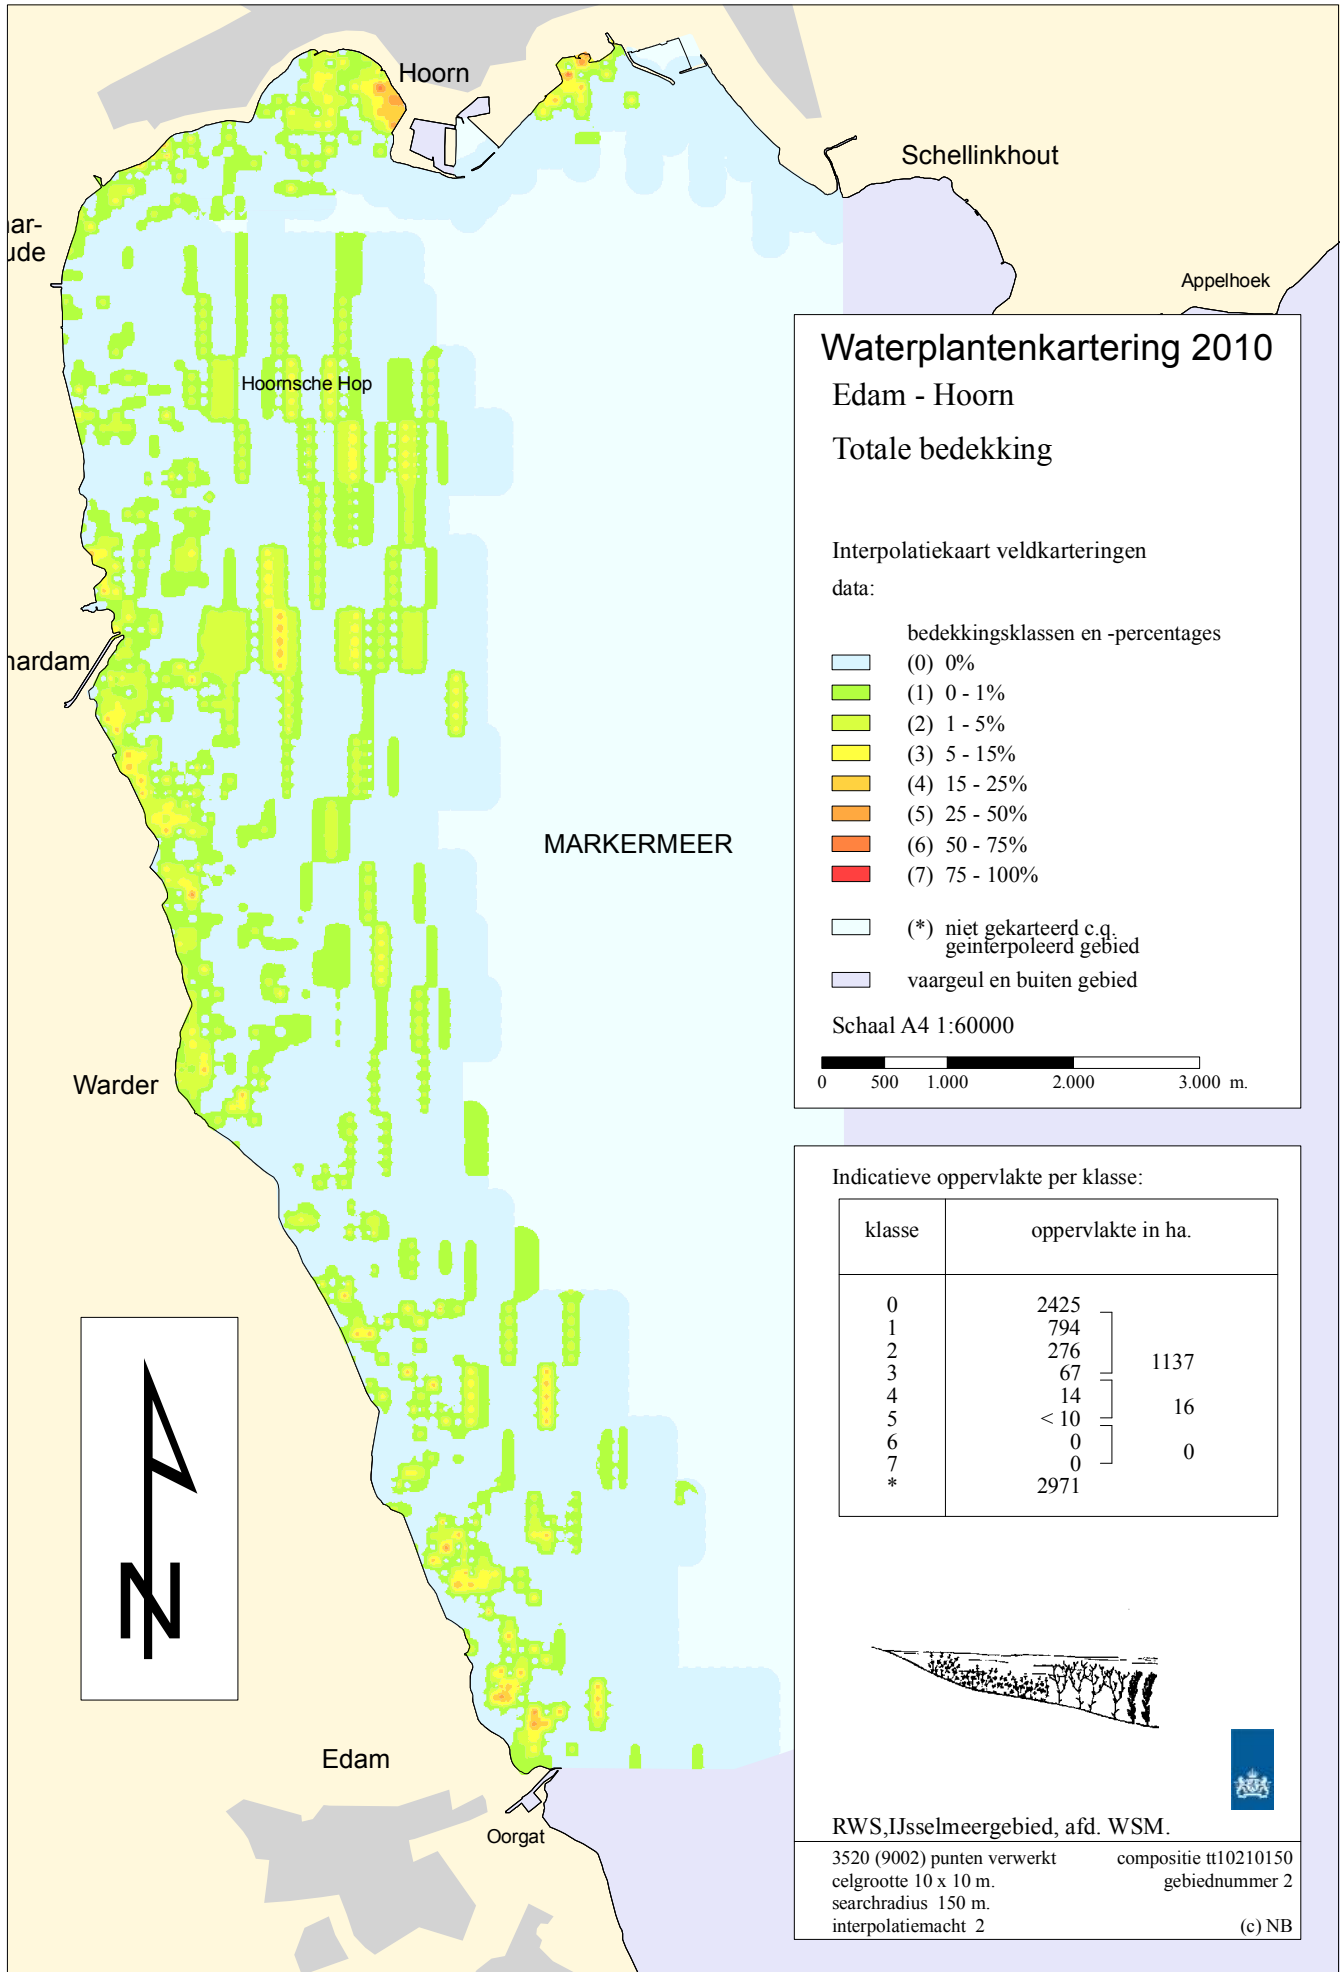 Hoorn
Schellinkhout
nar-
ude
Appelhoek
Hoornsche Hop
nardam
MARKERMEER
Warder
Edam
Oorgat
N
Waterplantenkartering 2010
Edam - Hoorn
Totale bedekking
Interpolatiekaart veldkarteringen
data:
bedekkingsklassen en -percentages
(0) 0%
(1) 0 - 1%
(2) 1 - 5%
(3) 5 - 15%
(4) 15 - 25%
(5) 25 - 50%
(6) 50 - 75%
(7) 75 - 100%
(*) niet gekarteerd c.q.
geinterpoleerd gebied
vaargeul en buiten gebied
Schaal A4 1:60000
0 500 1.000 2.000 3.000 m.
Indicatieve oppervlakte per klasse:
klasse oppervlakte in ha.
0 2425
1 794
2 276
3 67 1137
4 14
5 < 10 16
6 0
7 0 0
* 2971
RWS,IJsselmeergebied, afd. WSM.
3520 (9002) punten verwerkt compositie tt10210150
celgrootte 10 x 10 m. gebiednummer 2
searchradius 150 m.
interpolatiemacht 2 (c) NB